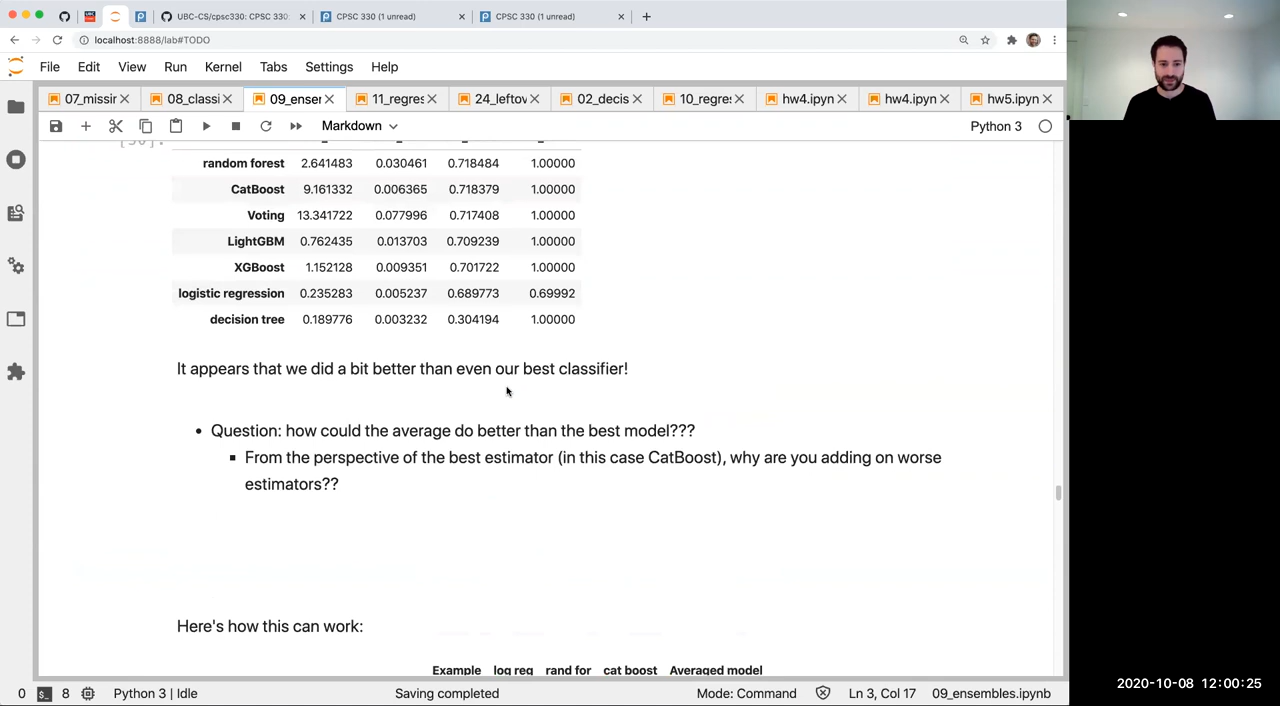 UBC-CS/cpsc330: CPSC 330:
CPSC 330 (1 unread)
CPSC 330 (1 unread)
localhost:8888/lab#TODO
File Edit View Run Kernel Tabs Settings Help
07_missir
08_classi
09_enser
11_regres
24_leftov
02_decis
10_regre:
hw4.ipyn
hw4.ipyn
hw5.ipyn
Markdown
Python 3
random forest 2.641483 0.030461 0.718484 1.00000
CatBoost 9.161332 0.006365 0.718379 1.00000
Voting 13.341722 0.077996 0.717408 1.00000
LightGBM 0.762435 0.013703 0.709239 1.00000
XGBoost 1.152128 0.009351 0.701722 1.00000
logistic regression 0.235283 0.005237 0.689773 0.69992
decision tree 0.189776 0.003232 0.304194 1.00000
It appears that we did a bit better than even our best classifier!
• Question: how could the average do better than the best model???
▪ From the perspective of the best estimator (in this case CatBoost), why are you adding on worse
estimators??
Here's how this can work:
Example log reg rand for cat boost Averaged model
0 8 Python 3 | Idle Saving completed Mode: Command Ln 3, Col 17 09_ensembles.ipynb
2020-10-08 12:00:25